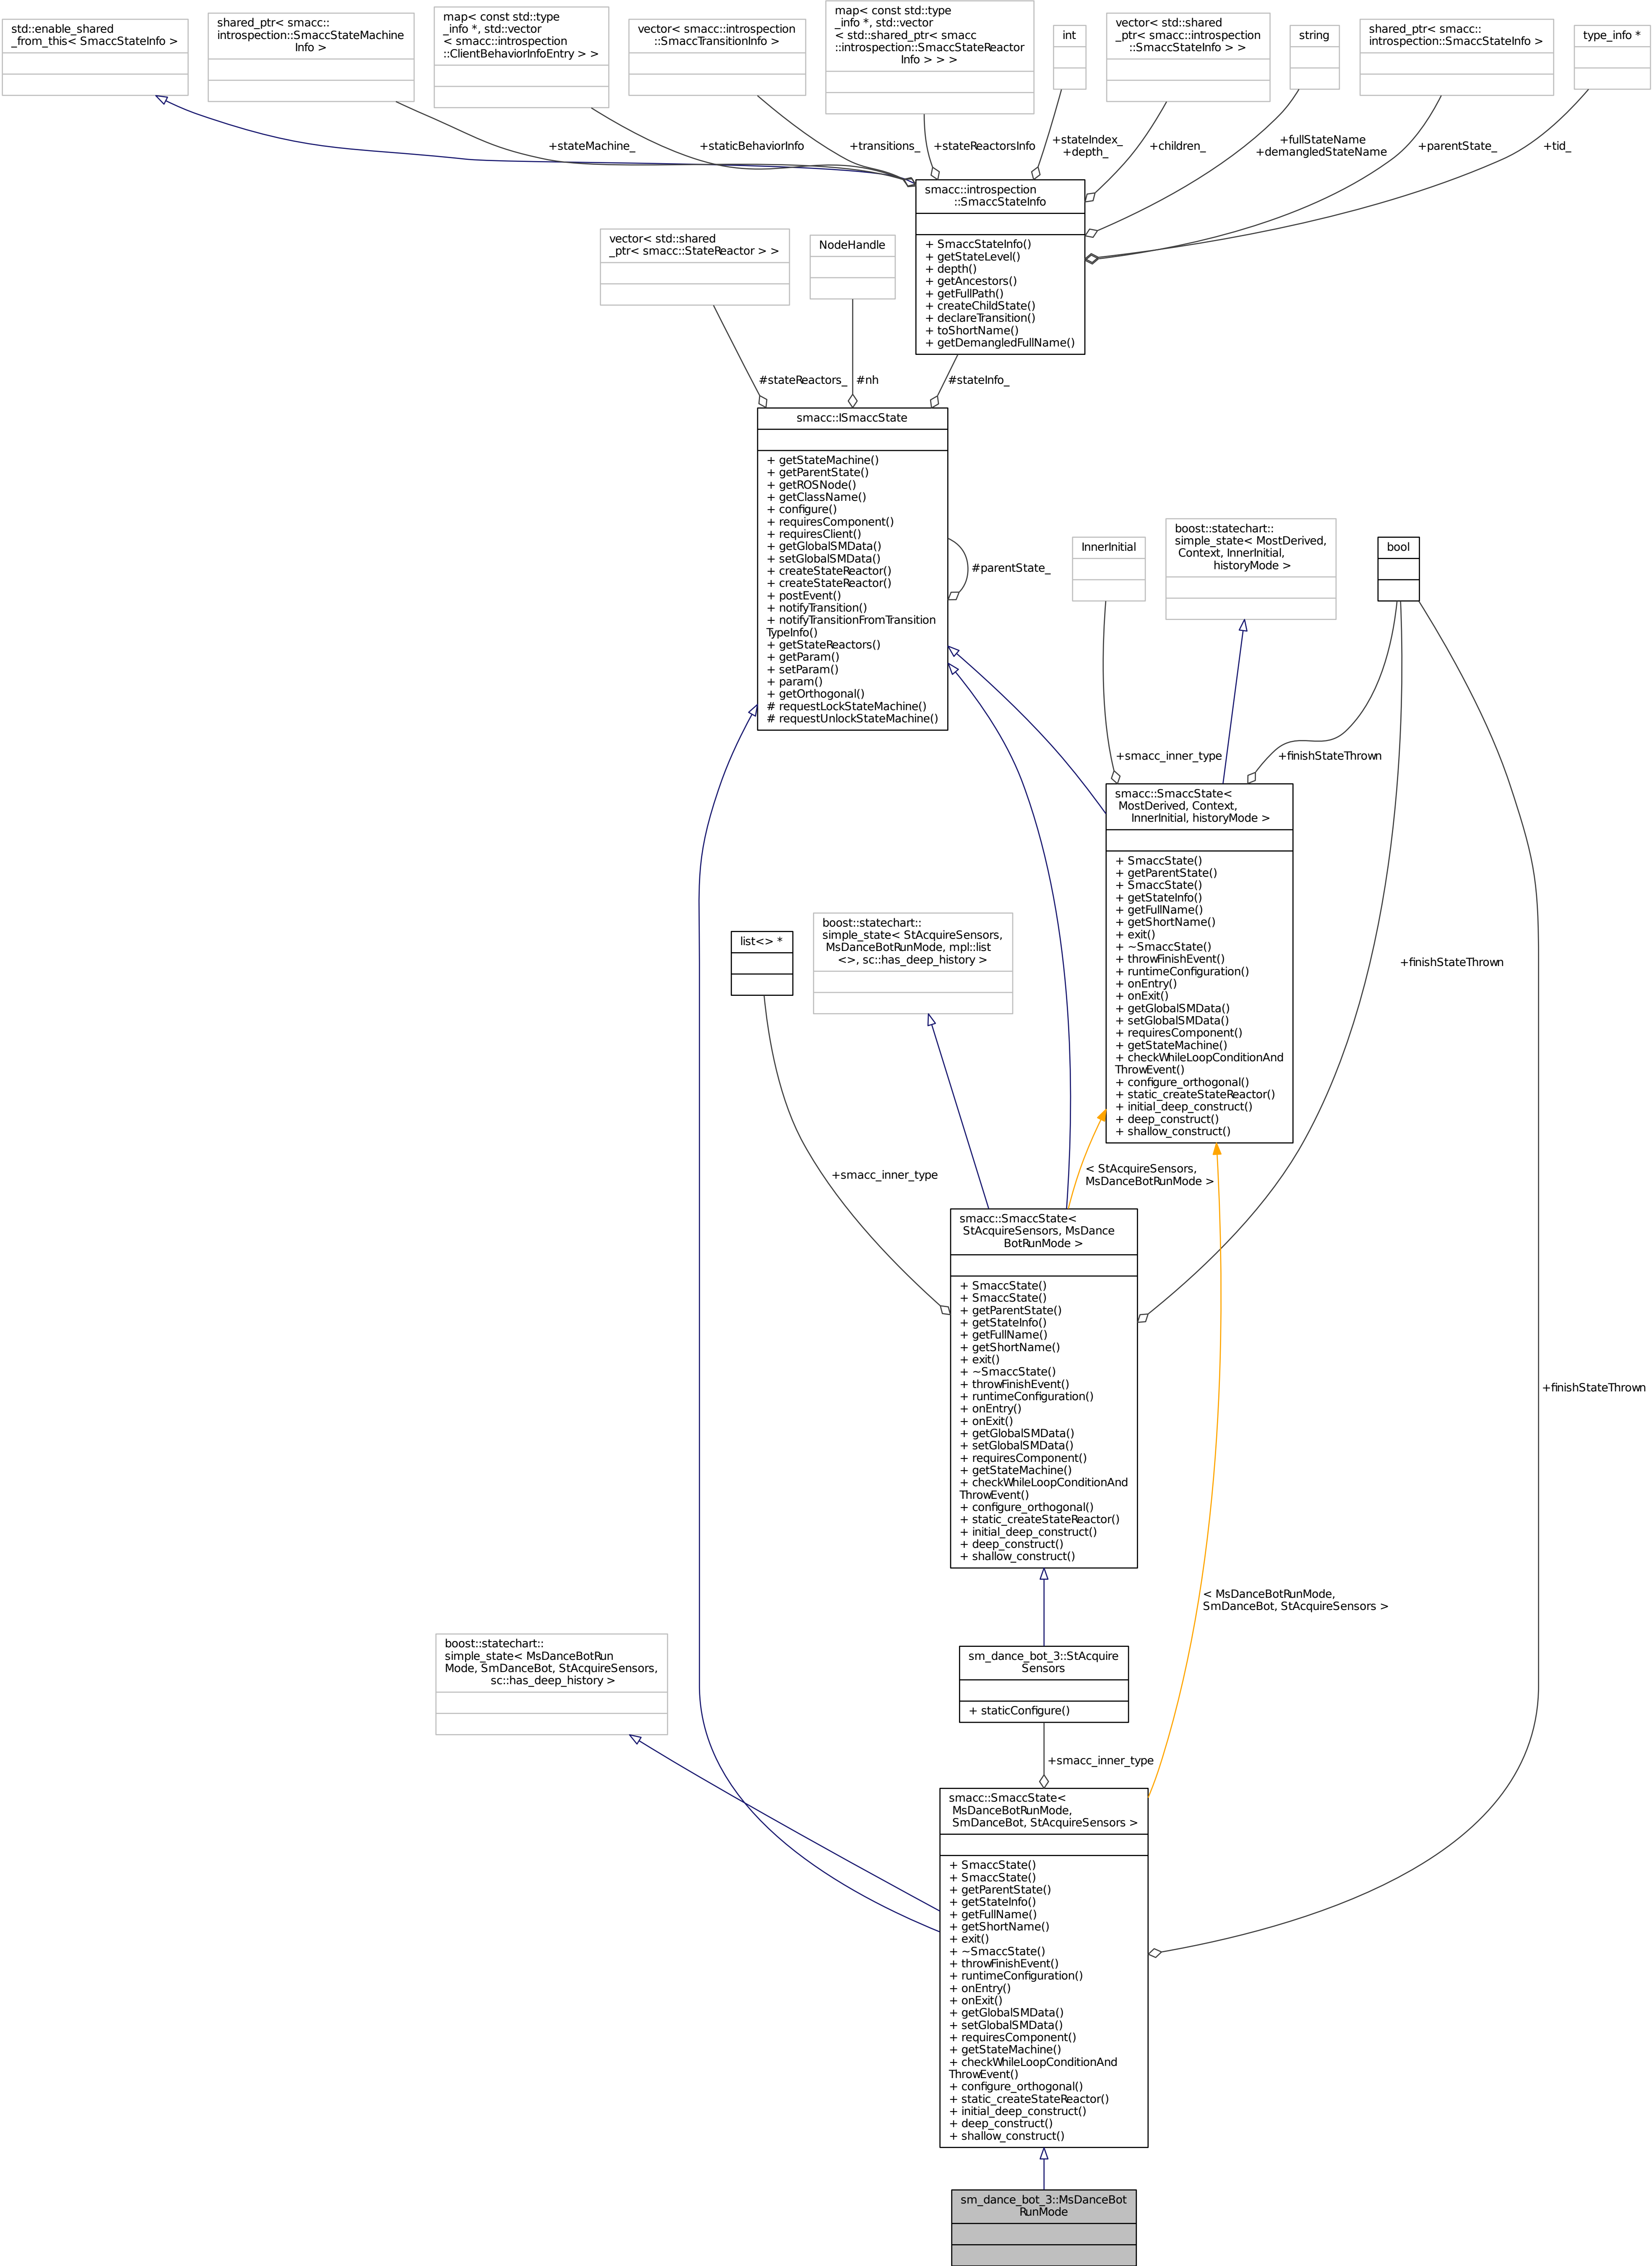 std::enable_shared
_from_this< SmaccStateInfo >
shared_ptr< smacc::
introspection::SmaccStateMachine
Info >
map< const std::type
_info *, std::vector
< smacc::introspection
::ClientBehaviorInfoEntry > >
vector< smacc::introspection
::SmaccTransitionInfo >
map< const std::type
_info *, std::vector
< std::shared_ptr< smacc
::introspection::SmaccStateReactor
Info > > >
int
vector< std::shared
_ptr< smacc::introspection
::SmaccStateInfo > >
string
shared_ptr< smacc::
introspection::SmaccStateInfo >
type_info *
+stateMachine_
+staticBehaviorInfo
+transitions_
+stateReactorsInfo
+stateIndex_
+depth_
+children_
+fullStateName
+demangledStateName
+parentState_
+tid_
smacc::introspection
::SmaccStateInfo
+ SmaccStateInfo()
+ getStateLevel()
+ depth()
+ getAncestors()
+ getFullPath()
+ createChildState()
+ declareTransition()
+ toShortName()
+ getDemangledFullName()
vector< std::shared
_ptr< smacc::StateReactor > >
NodeHandle
#stateReactors_
#nh
#stateInfo_
smacc::ISmaccState
+ getStateMachine()
+ getParentState()
+ getROSNode()
+ getClassName()
+ configure()
+ requiresComponent()
+ requiresClient()
+ getGlobalSMData()
+ setGlobalSMData()
+ createStateReactor()
+ createStateReactor()
+ postEvent()
+ notifyTransition()
+ notifyTransitionFromTransition
TypeInfo()
+ getStateReactors()
+ getParam()
+ setParam()
+ param()
+ getOrthogonal()
# requestLockStateMachine()
# requestUnlockStateMachine()
#parentState_
InnerInitial
boost::statechart::
simple_state< MostDerived,
Context, InnerInitial,
historyMode >
bool
+smacc_inner_type
+finishStateThrown
smacc::SmaccState<
MostDerived, Context,
InnerInitial, historyMode >
+ SmaccState()
+ getParentState()
+ SmaccState()
+ getStateInfo()
+ getFullName()
+ getShortName()
+ exit()
+ ~SmaccState()
+ throwFinishEvent()
+ runtimeConfiguration()
+ onEntry()
+ onExit()
+ getGlobalSMData()
+ setGlobalSMData()
+ requiresComponent()
+ getStateMachine()
+ checkWhileLoopConditionAnd
ThrowEvent()
+ configure_orthogonal()
+ static_createStateReactor()
+ initial_deep_construct()
+ deep_construct()
+ shallow_construct()
list<> *
boost::statechart::
simple_state< StAcquireSensors,
MsDanceBotRunMode, mpl::list
<>, sc::has_deep_history >
+finishStateThrown
+smacc_inner_type
< StAcquireSensors,
MsDanceBotRunMode >
smacc::SmaccState<
StAcquireSensors, MsDance
BotRunMode >
+ SmaccState()
+ SmaccState()
+ getParentState()
+ getStateInfo()
+ getFullName()
+ getShortName()
+ exit()
+ ~SmaccState()
+ throwFinishEvent()
+ runtimeConfiguration()
+ onEntry()
+ onExit()
+ getGlobalSMData()
+ setGlobalSMData()
+ requiresComponent()
+ getStateMachine()
+ checkWhileLoopConditionAnd
ThrowEvent()
+ configure_orthogonal()
+ static_createStateReactor()
+ initial_deep_construct()
+ deep_construct()
+ shallow_construct()
+finishStateThrown
< MsDanceBotRunMode,
SmDanceBot, StAcquireSensors >
boost::statechart::
simple_state< MsDanceBotRun
Mode, SmDanceBot, StAcquireSensors,
sc::has_deep_history >
sm_dance_bot_3::StAcquire
Sensors
+ staticConfigure()
+smacc_inner_type
smacc::SmaccState<
MsDanceBotRunMode,
SmDanceBot, StAcquireSensors >
+ SmaccState()
+ SmaccState()
+ getParentState()
+ getStateInfo()
+ getFullName()
+ getShortName()
+ exit()
+ ~SmaccState()
+ throwFinishEvent()
+ runtimeConfiguration()
+ onEntry()
+ onExit()
+ getGlobalSMData()
+ setGlobalSMData()
+ requiresComponent()
+ getStateMachine()
+ checkWhileLoopConditionAnd
ThrowEvent()
+ configure_orthogonal()
+ static_createStateReactor()
+ initial_deep_construct()
+ deep_construct()
+ shallow_construct()
sm_dance_bot_3::MsDanceBot
RunMode